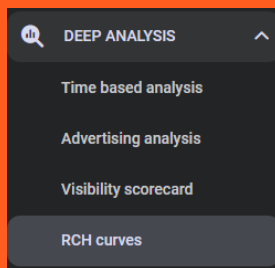 DEEP ANALYSIS
Time based analysis
Advertising analysis
Visibility scorecard
RCH curves